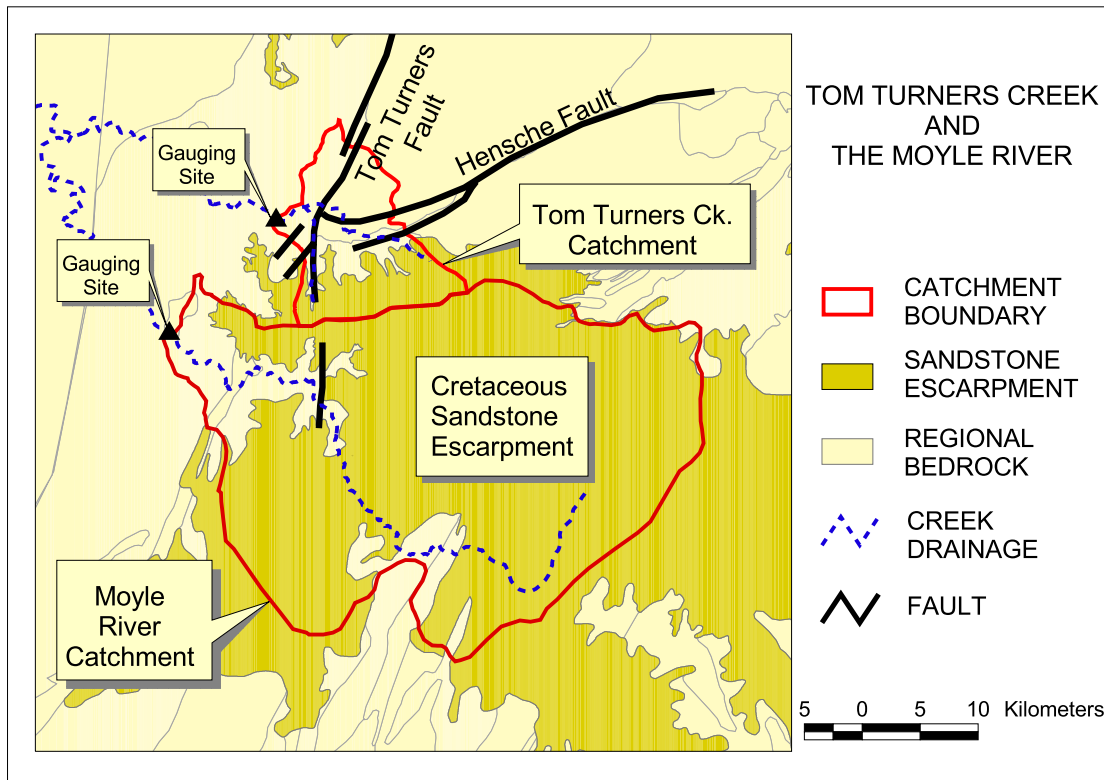 TOM TURNERS CREEK
AND
THE MOYLE RIVER
Tom Turners
Fault
Hensche Fault
Gauging
Site
Tom Turners Ck.
Catchment
Gauging
Site
Cretaceous
Sandstone
Escarpment
Moyle
River
Catchment
CATCHMENT
BOUNDARY
SANDSTONE
ESCARPMENT
REGIONAL
BEDROCK
CREEK
DRAINAGE
FAULT
5 0 5 10 Kilometers